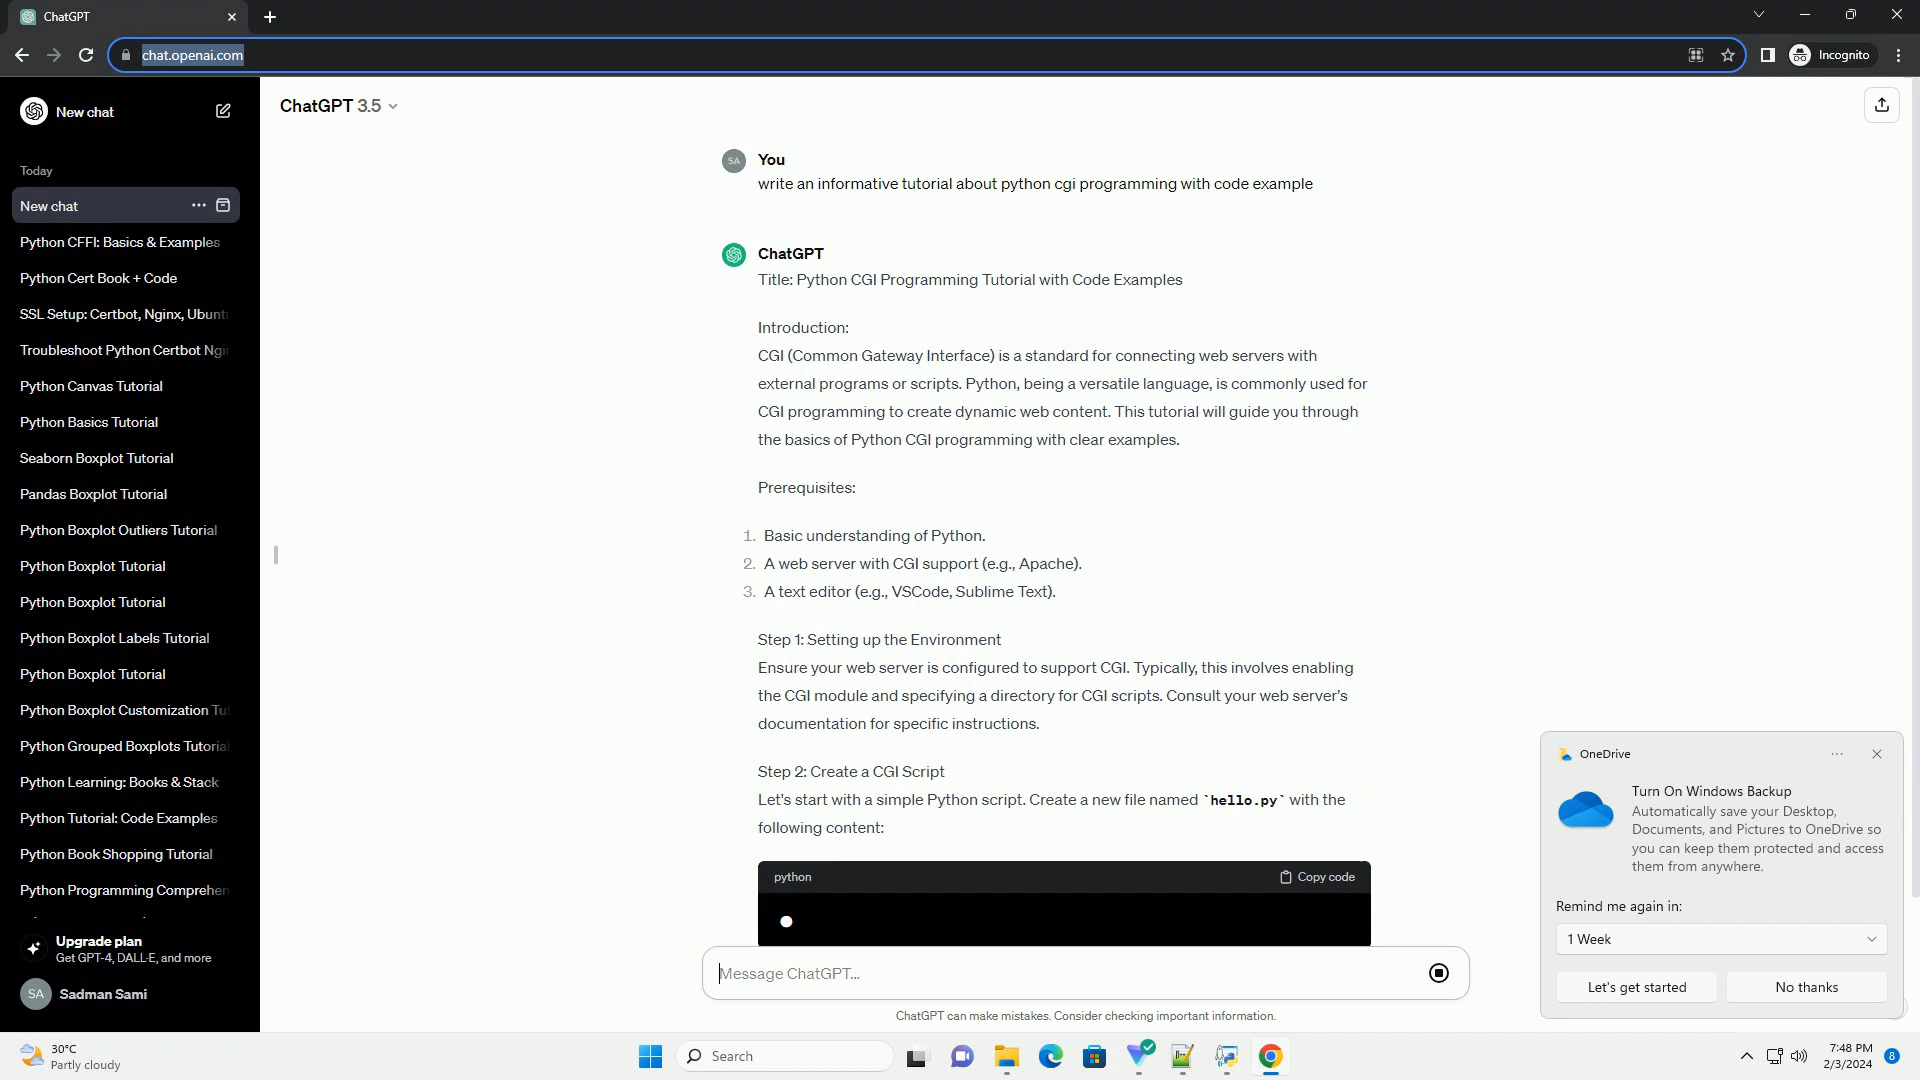 ChatGPT
chat.openai.com
Incognito
New chat
Today
New chat
Python CFFI: Basics & Examples
Python Cert Book + Code
SSL Setup: Certbot, Nginx, Ubuntu
Troubleshoot Python Certbot Ngi
Python Canvas Tutorial
Python Basics Tutorial
Seaborn Boxplot Tutorial
Pandas Boxplot Tutorial
Python Boxplot Outliers Tutorial
Python Boxplot Tutorial
Python Boxplot Tutorial
Python Boxplot Labels Tutorial
Python Boxplot Tutorial
Python Boxplot Customization Tu
Python Grouped Boxplots Tutorial
Python Learning: Books & Stack
Python Tutorial: Code Examples
Python Book Shopping Tutorial
Python Programming Comprehen
Upgrade plan
Get GPT-4, DALL·E, and more
SA
Sadman Sami
ChatGPT 3.5
SA
You
write an informative tutorial about python cgi programming with code example
ChatGPT
Title: Python CGI Programming Tutorial with Code Examples
Introduction:
CGI (Common Gateway Interface) is a standard for connecting web servers with
external programs or scripts. Python, being a versatile language, is commonly used for
CGI programming to create dynamic web content. This tutorial will guide you through
the basics of Python CGI programming with clear examples.
Prerequisites:
1. Basic understanding of Python.
2. A web server with CGI support (e.g., Apache).
3. A text editor (e.g., VSCode, Sublime Text).
Step 1: Setting up the Environment
Ensure your web server is configured to support CGI. Typically, this involves enabling
the CGI module and specifying a directory for CGI scripts. Consult your web server's
documentation for specific instructions.
Step 2: Create a CGI Script
Let's start with a simple Python script. Create a new file named `hello.py` with the
following content:
python
Copy code
Message ChatGPT...
ChatGPT can make mistakes. Consider checking important information.
OneDrive
Turn On Windows Backup
Automatically save your Desktop,
Documents, and Pictures to OneDrive so
you can keep them protected and access
them from anywhere.
Remind me again in:
1 Week
Let's get started
No thanks
30°C
Partly cloudy
Search
7:48 PM
2/3/2024
8